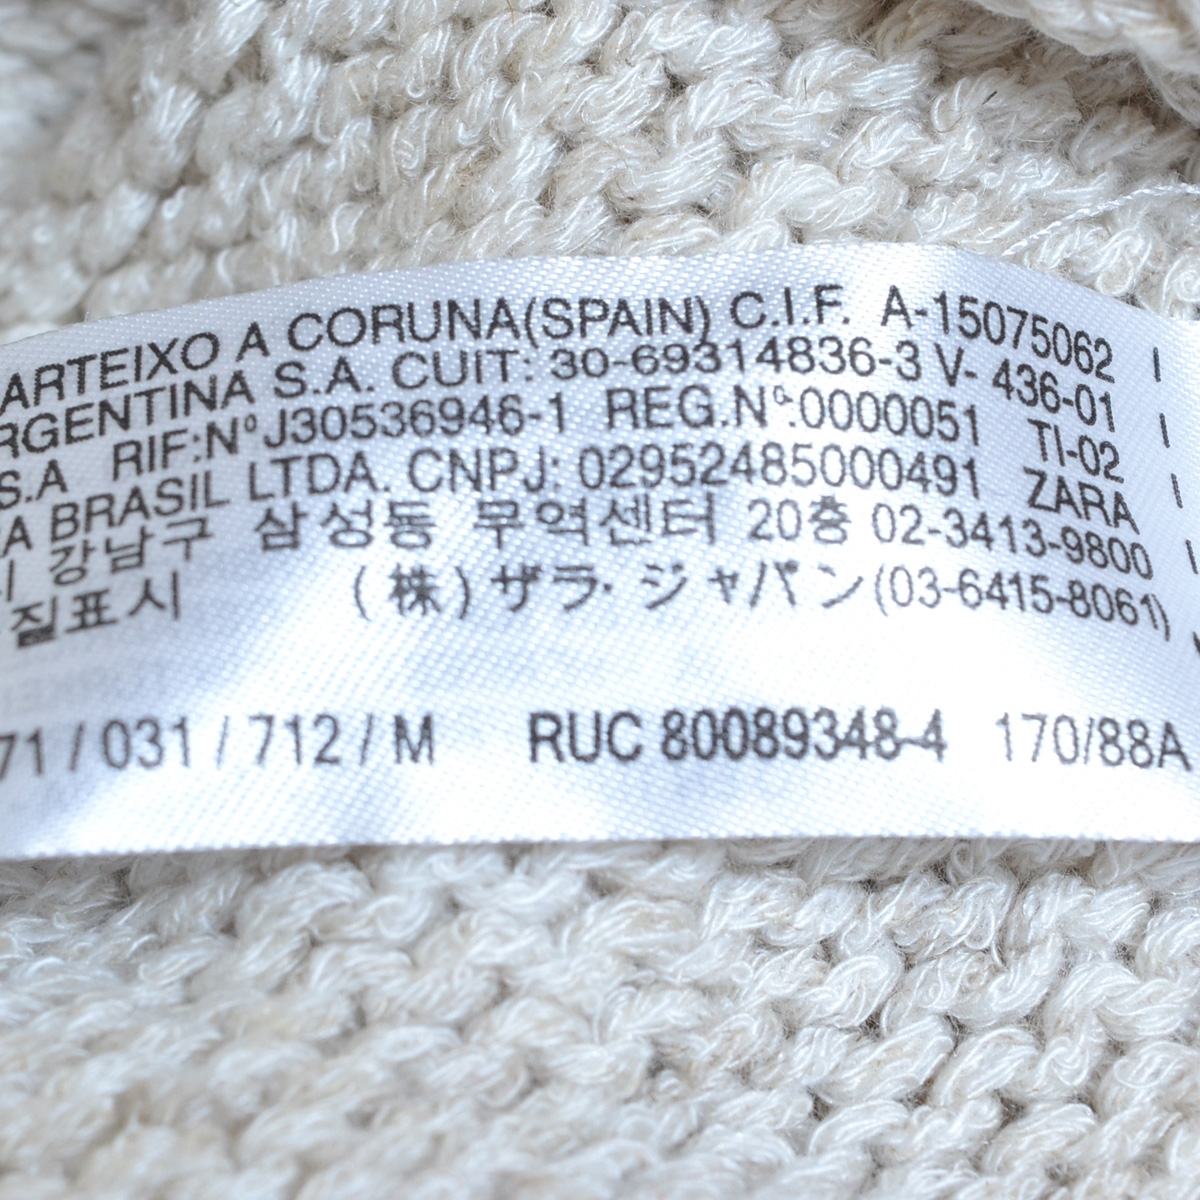 ARTEIXO A CORUNA(SPAIN) C.I.F. A-15075062
RGENTINA S.A. CUIT: 30-69314836-3 V- 436-01
S.A RIF:NºJ30536946-1 REG.Nº:0000051 TI-02
A BRASIL LTDA. CNPJ: 02952485000491 ZARA
강남구 삼성동 무역센터 20층 02-3413-9800
질표시 (株)ザラ・ジャパン(03-6415-8061)
71 / 031 / 712 / M RUC 80089348-4 170/88A